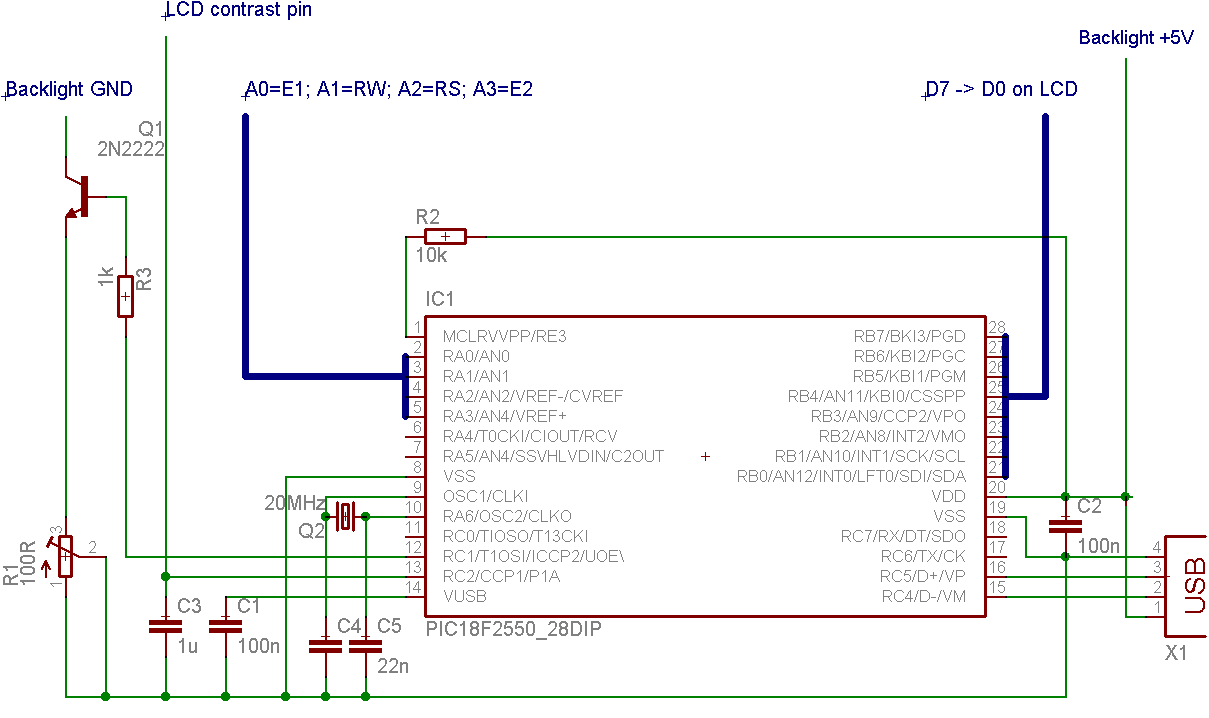 LCD contrast pin
Backlight +5V
Backlight GND
A0=E1; A1=RW; A2=RS; A3=E2
D7 -> D0 on LCD
Q1
2N2222
R2
10k
1k
R3
IC1
1 MCLRVVPP/RE3
RB7/BKI3/PGD 28
2 RA0/AN0
RB6/KBI2/PGC 27
3 RA1/AN1
RB5/KBI1/PGM 26
4 RA2/AN2/VREF-/CVREF
RB4/AN11/KBI0/CSSPP 25
5 RA3/AN4/VREF+
RB3/AN9/CCP2/VPO 24
6 RA4/T0CKI/CIOUT/RCV
RB2/AN8/INT2/VMO 23
7 RA5/AN4/SSVHLVDIN/C2OUT
RB1/AN10/INT1/SCK/SCL 22
8 VSS
RB0/AN12/INT0/LFT0/SDI/SDA 21
9 OSC1/CLKI
VDD 20
10 RA6/OSC2/CLKO
VSS 19
11 RC0/TIOSO/T13CKI
RC7/RX/DT/SDO 18
12 RC1/T1OSI/ICCP2/UOE\
RC6/TX/CK 17
13 RC2/CCP1/P1A
RC5/D+/VP 16
14 VUSB
RC4/D-/VM 15
PIC18F2550_28DIP
20MHz
Q2
C2
100n
R1
100R
3
2
1
C3
1u
C1
100n
C4
C5
22n
4
3
2
1
USB
X1